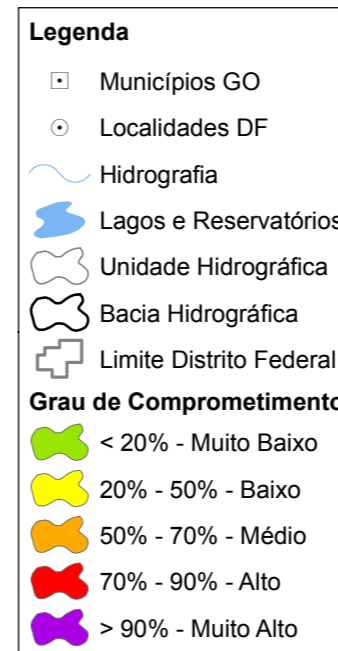 Legenda
Municípios GO
Localidades DF
Hidrografia
Lagos e Reservatórios
Unidade Hidrográfica
Bacia Hidrográfica
Limite Distrito Federal
Grau de Comprometimento
< 20% - Muito Baixo
20% - 50% - Baixo
50% - 70% - Médio
70% - 90% - Alto
> 90% - Muito Alto